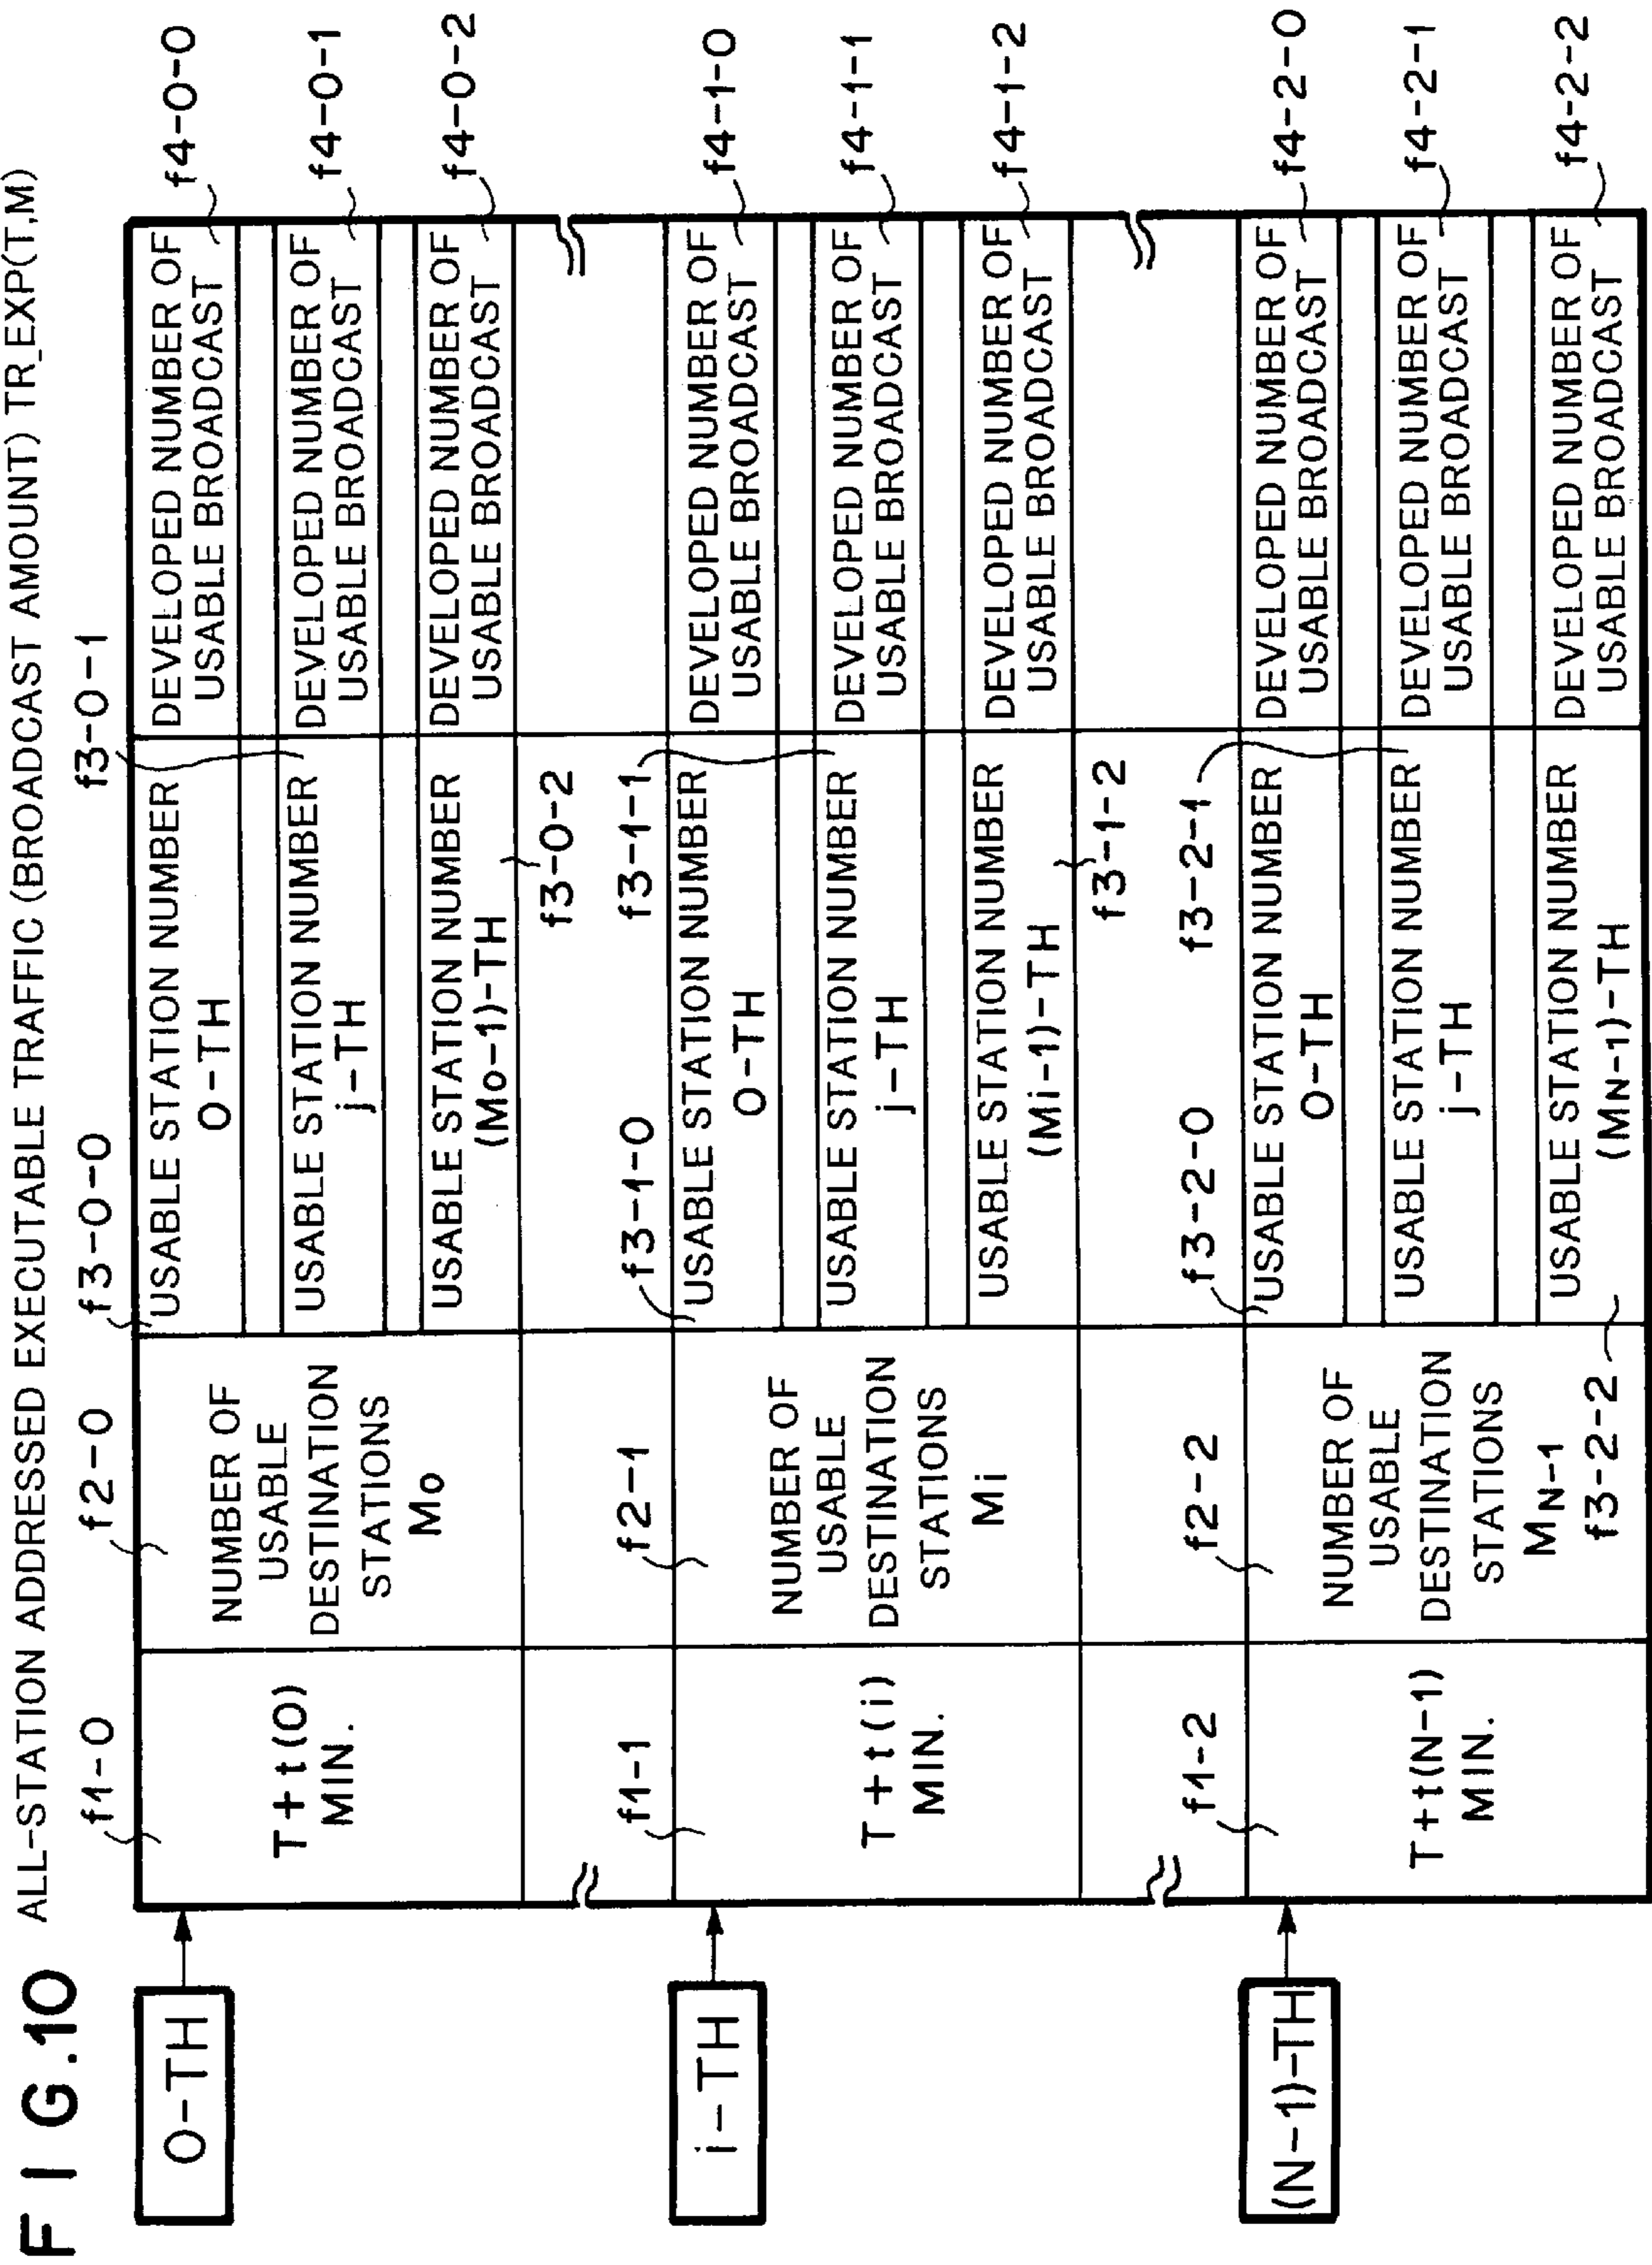 FIG.10 ALL-STATION ADDRESSED EXECUTABLE TRAFFIC (BROADCAST AMOUNT) TR_EXP(T,M)
f1-0
f2-0
f3-0-0
f3-0-1
0-TH
T+t(0)
MIN.
NUMBER OF
USABLE
DESTINATION
STATIONS
M0
USABLE STATION NUMBER
0-TH
DEVELOPED NUMBER OF
USABLE BROADCAST
f4-0-0
USABLE STATION NUMBER
j-TH
DEVELOPED NUMBER OF
USABLE BROADCAST
f4-0-1
USABLE STATION NUMBER
(M0-1)-TH
DEVELOPED NUMBER OF
USABLE BROADCAST
f4-0-2
f3-0-2
f1-1
f2-1
f3-1-0
f3-1-1
i-TH
T+t(i)
MIN.
NUMBER OF
USABLE
DESTINATION
STATIONS
Mi
USABLE STATION NUMBER
0-TH
DEVELOPED NUMBER OF
USABLE BROADCAST
f4-1-0
USABLE STATION NUMBER
j-TH
DEVELOPED NUMBER OF
USABLE BROADCAST
f4-1-1
USABLE STATION NUMBER
(Mi-1)-TH
DEVELOPED NUMBER OF
USABLE BROADCAST
f4-1-2
f3-1-2
f1-2
f2-2
f3-2-0
f3-2-1
(N-1)-TH
T+t(N-1)
MIN.
NUMBER OF
USABLE
DESTINATION
STATIONS
MN-1
USABLE STATION NUMBER
0-TH
DEVELOPED NUMBER OF
USABLE BROADCAST
f4-2-0
USABLE STATION NUMBER
j-TH
DEVELOPED NUMBER OF
USABLE BROADCAST
f4-2-1
f3-2-2
USABLE STATION NUMBER
(MN-1)-TH
DEVELOPED NUMBER OF
USABLE BROADCAST
f4-2-2